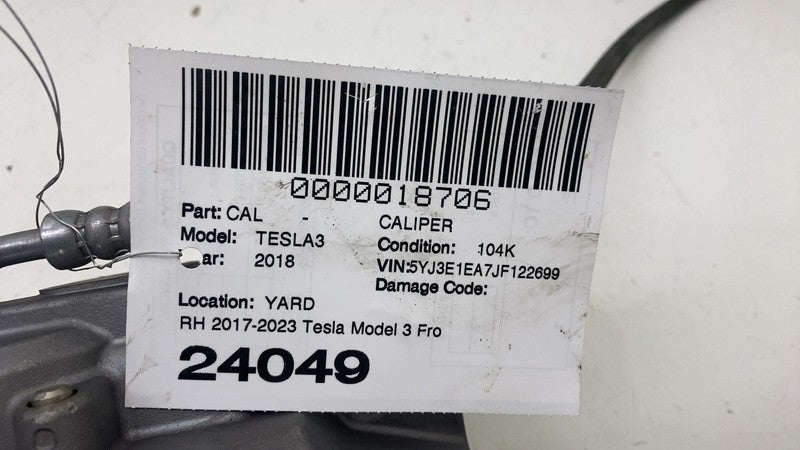 0000018706
Part: CAL - CALIPER
Model: TESLA3 Condition: 104K
ar: 2018 VIN:5YJ3E1EA7JF122699
Damage Code:
Location: YARD
RH 2017-2023 Tesla Model 3 Fro
24049